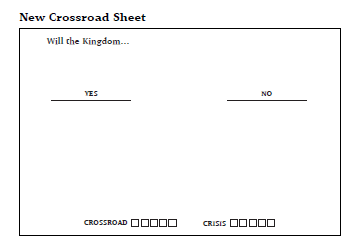 New Crossroad Sheet
Will the Kingdom...
YES NO
CROSSROAD □□□□□ CRISIS □□□□□